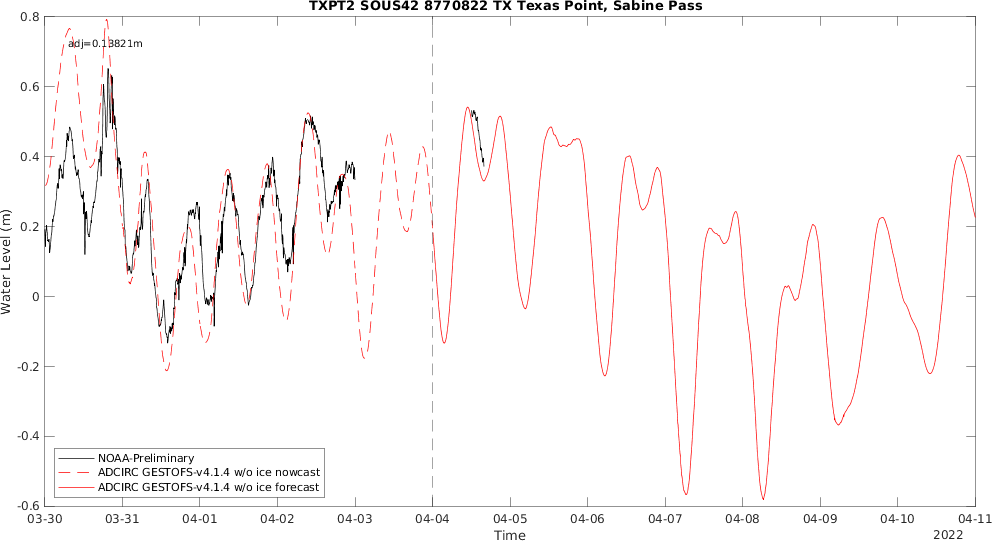 TXPT2 SOUS42 8770822 TX Texas Point, Sabine Pass
adj=0.13821m
0.8
0.6
0.4
0.2
0
-0.2
-0.4
-0.6
Water Level (m)
NOAA-Preliminary
ADCIRC GESTOFS-v4.1.4 w/o ice nowcast
ADCIRC GESTOFS-v4.1.4 w/o ice forecast
03-30 03-31 04-01 04-02 04-03 04-04 04-05 04-06 04-07 04-08 04-09 04-10 04-11
Time
2022